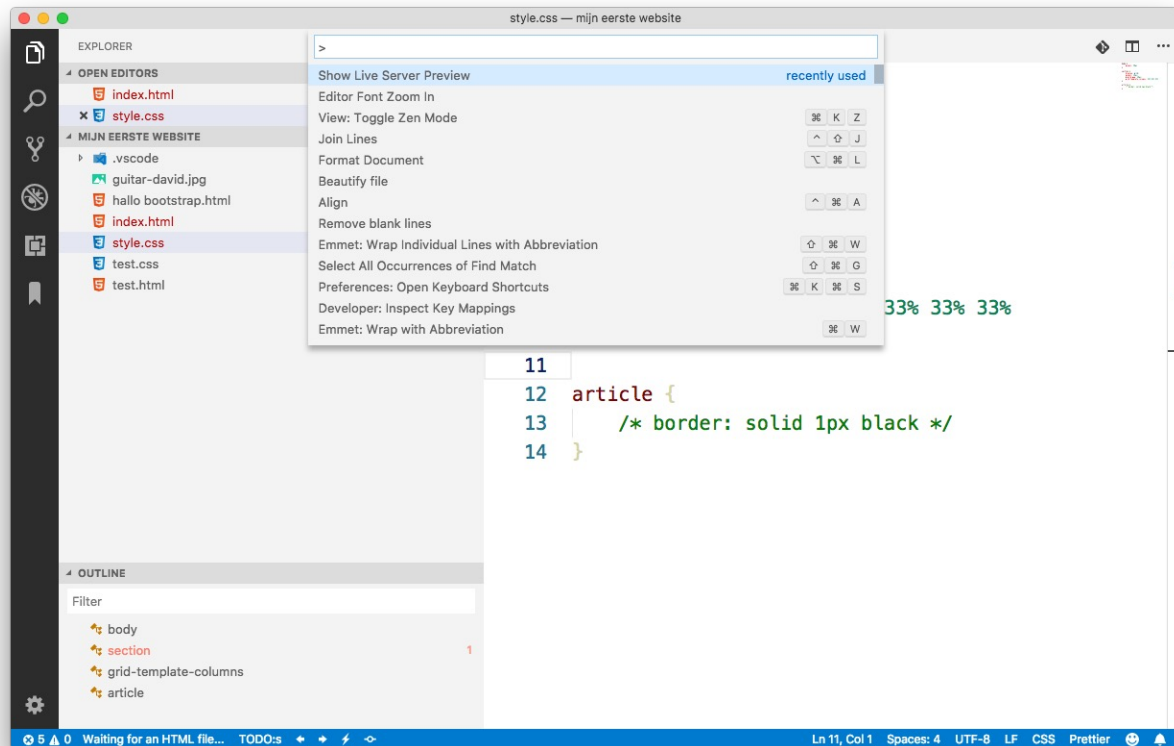 style.css — mijn eerste website
EXPLORER
OPEN EDITORS
index.html
style.css
MIJN EERSTE WEBSITE
.vscode
guitar-david.jpg
hallo bootstrap.html
index.html
style.css
test.css
test.html
OUTLINE
Filter
body
section 1
grid-template-columns
article
>
Show Live Server Preview recently used
Editor Font Zoom In
View: Toggle Zen Mode ⌘ K Z
Join Lines ^ ⇧ J
Format Document ⌥ ⌘ L
Beautify file
Align ^ ⌘ A
Remove blank lines
Emmet: Wrap Individual Lines with Abbreviation ⇧ ⌘ W
Select All Occurrences of Find Match ⇧ ⌘ G
Preferences: Open Keyboard Shortcuts ⌘ K ⌘ S
Developer: Inspect Key Mappings
Emmet: Wrap with Abbreviation ⌘ W
33% 33% 33%
11
12 article {
13 /* border: solid 1px black */
14 }
5 0 Waiting for an HTML file... TODO:s Ln 11, Col 1 Spaces: 4 UTF-8 LF CSS Prettier